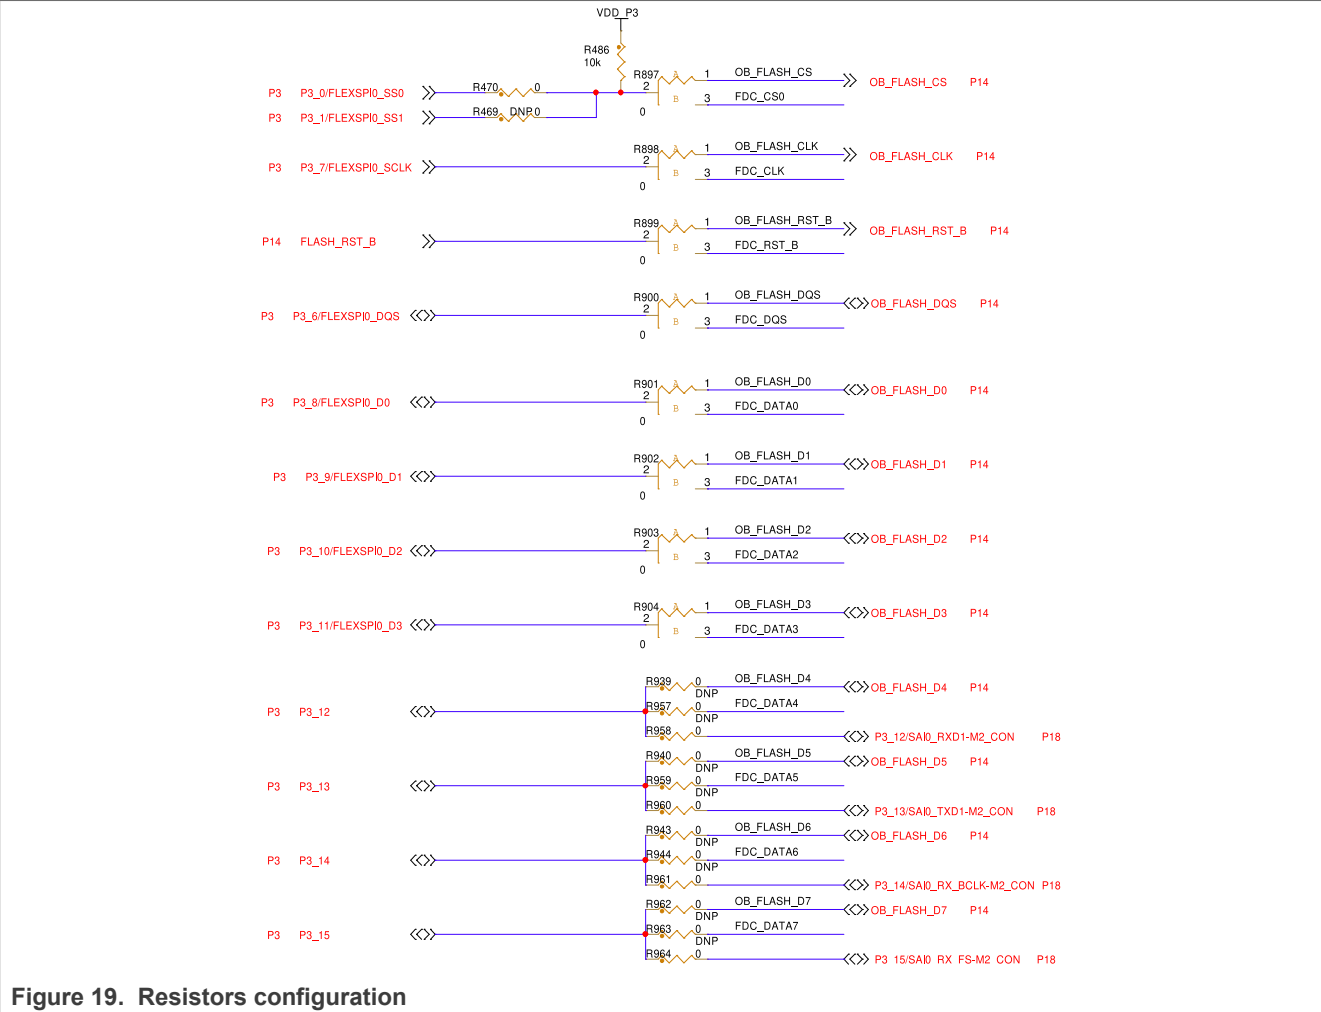 VDD_P3
R486
10k
P3 P3_0/FLEXSPI0_SS0 R470 0 R897 2 A 1 OB_FLASH_CS OB_FLASH_CS P14
B 3 FDC_CS0
P3 P3_1/FLEXSPI0_SS1 R469 DNP 0 0
P3 P3_7/FLEXSPI0_SCLK R898 2 A 1 OB_FLASH_CLK OB_FLASH_CLK P14
B 3 FDC_CLK
0
P14 FLASH_RST_B R899 2 A 1 OB_FLASH_RST_B OB_FLASH_RST_B P14
B 3 FDC_RST_B
0
P3 P3_6/FLEXSPI0_DQS R900 2 A 1 OB_FLASH_DQS OB_FLASH_DQS P14
B 3 FDC_DQS
0
P3 P3_8/FLEXSPI0_D0 R901 2 A 1 OB_FLASH_D0 OB_FLASH_D0 P14
B 3 FDC_DATA0
0
P3 P3_9/FLEXSPI0_D1 R902 2 A 1 OB_FLASH_D1 OB_FLASH_D1 P14
B 3 FDC_DATA1
0
P3 P3_10/FLEXSPI0_D2 R903 2 A 1 OB_FLASH_D2 OB_FLASH_D2 P14
B 3 FDC_DATA2
0
P3 P3_11/FLEXSPI0_D3 R904 2 A 1 OB_FLASH_D3 OB_FLASH_D3 P14
B 3 FDC_DATA3
0
R939 0 OB_FLASH_D4 OB_FLASH_D4 P14
DNP
P3 P3_12 R957 0 FDC_DATA4
DNP
R958 0 P3_12/SAI0_RXD1-M2_CON P18
R940 0 OB_FLASH_D5 OB_FLASH_D5 P14
DNP
P3 P3_13 R959 0 FDC_DATA5
DNP
R960 0 P3_13/SAI0_TXD1-M2_CON P18
R943 0 OB_FLASH_D6 OB_FLASH_D6 P14
DNP
P3 P3_14 R944 0 FDC_DATA6
DNP
R961 0 P3_14/SAI0_RX_BCLK-M2_CON P18
R962 0 OB_FLASH_D7 OB_FLASH_D7 P14
DNP
P3 P3_15 R963 0 FDC_DATA7
DNP
R964 0 P3_15/SAI0_RX_FS-M2_CON P18
Figure 19. Resistors configuration